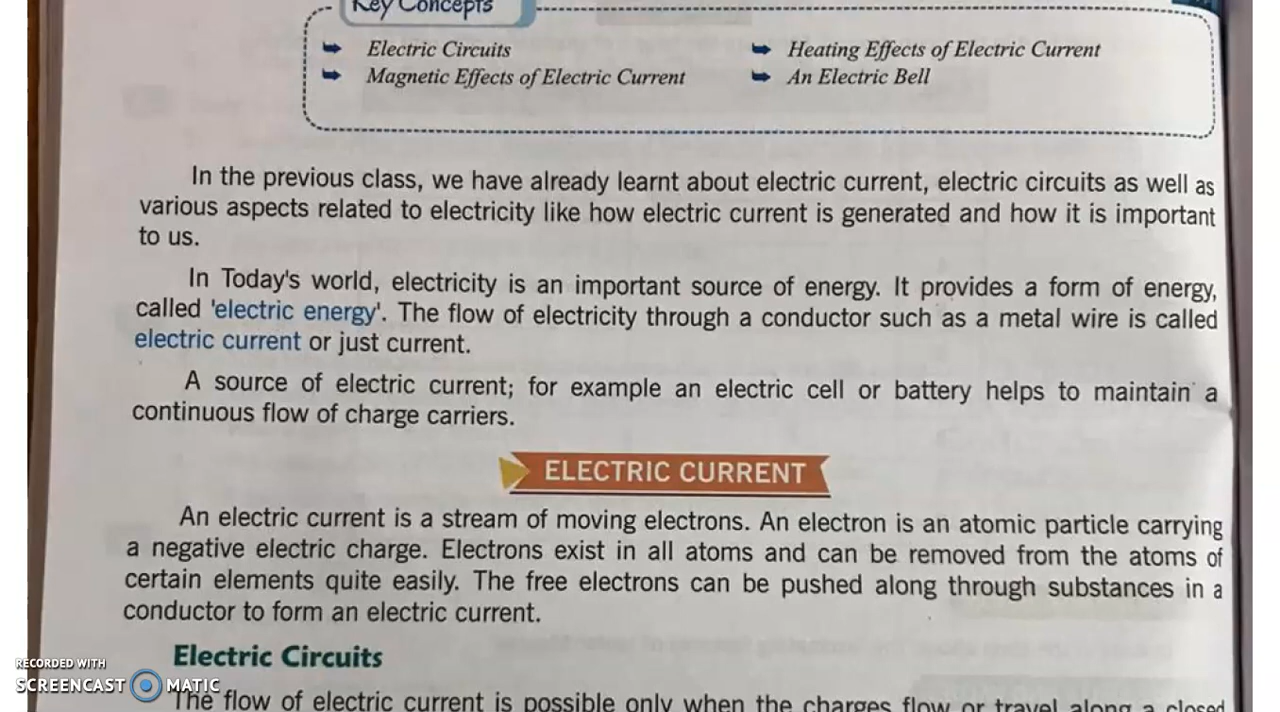 Key Concepts
Electric Circuits
Heating Effects of Electric Current
Magnetic Effects of Electric Current
An Electric Bell
In the previous class, we have already learnt about electric current, electric circuits as well as
various aspects related to electricity like how electric current is generated and how it is important
to us.
In Today's world, electricity is an important source of energy. It provides a form of energy,
called 'electric energy'. The flow of electricity through a conductor such as a metal wire is called
electric current or just current.
A source of electric current; for example an electric cell or battery helps to maintain a
continuous flow of charge carriers.
ELECTRIC CURRENT
An electric current is a stream of moving electrons. An electron is an atomic particle carrying
a negative electric charge. Electrons exist in all atoms and can be removed from the atoms of
certain elements quite easily. The free electrons can be pushed along through substances in a
conductor to form an electric current.
Electric Circuits
The flow of electric current is possible only when the charges flow or travel along a closed
RECORDED WITH
SCREENCAST MATIC